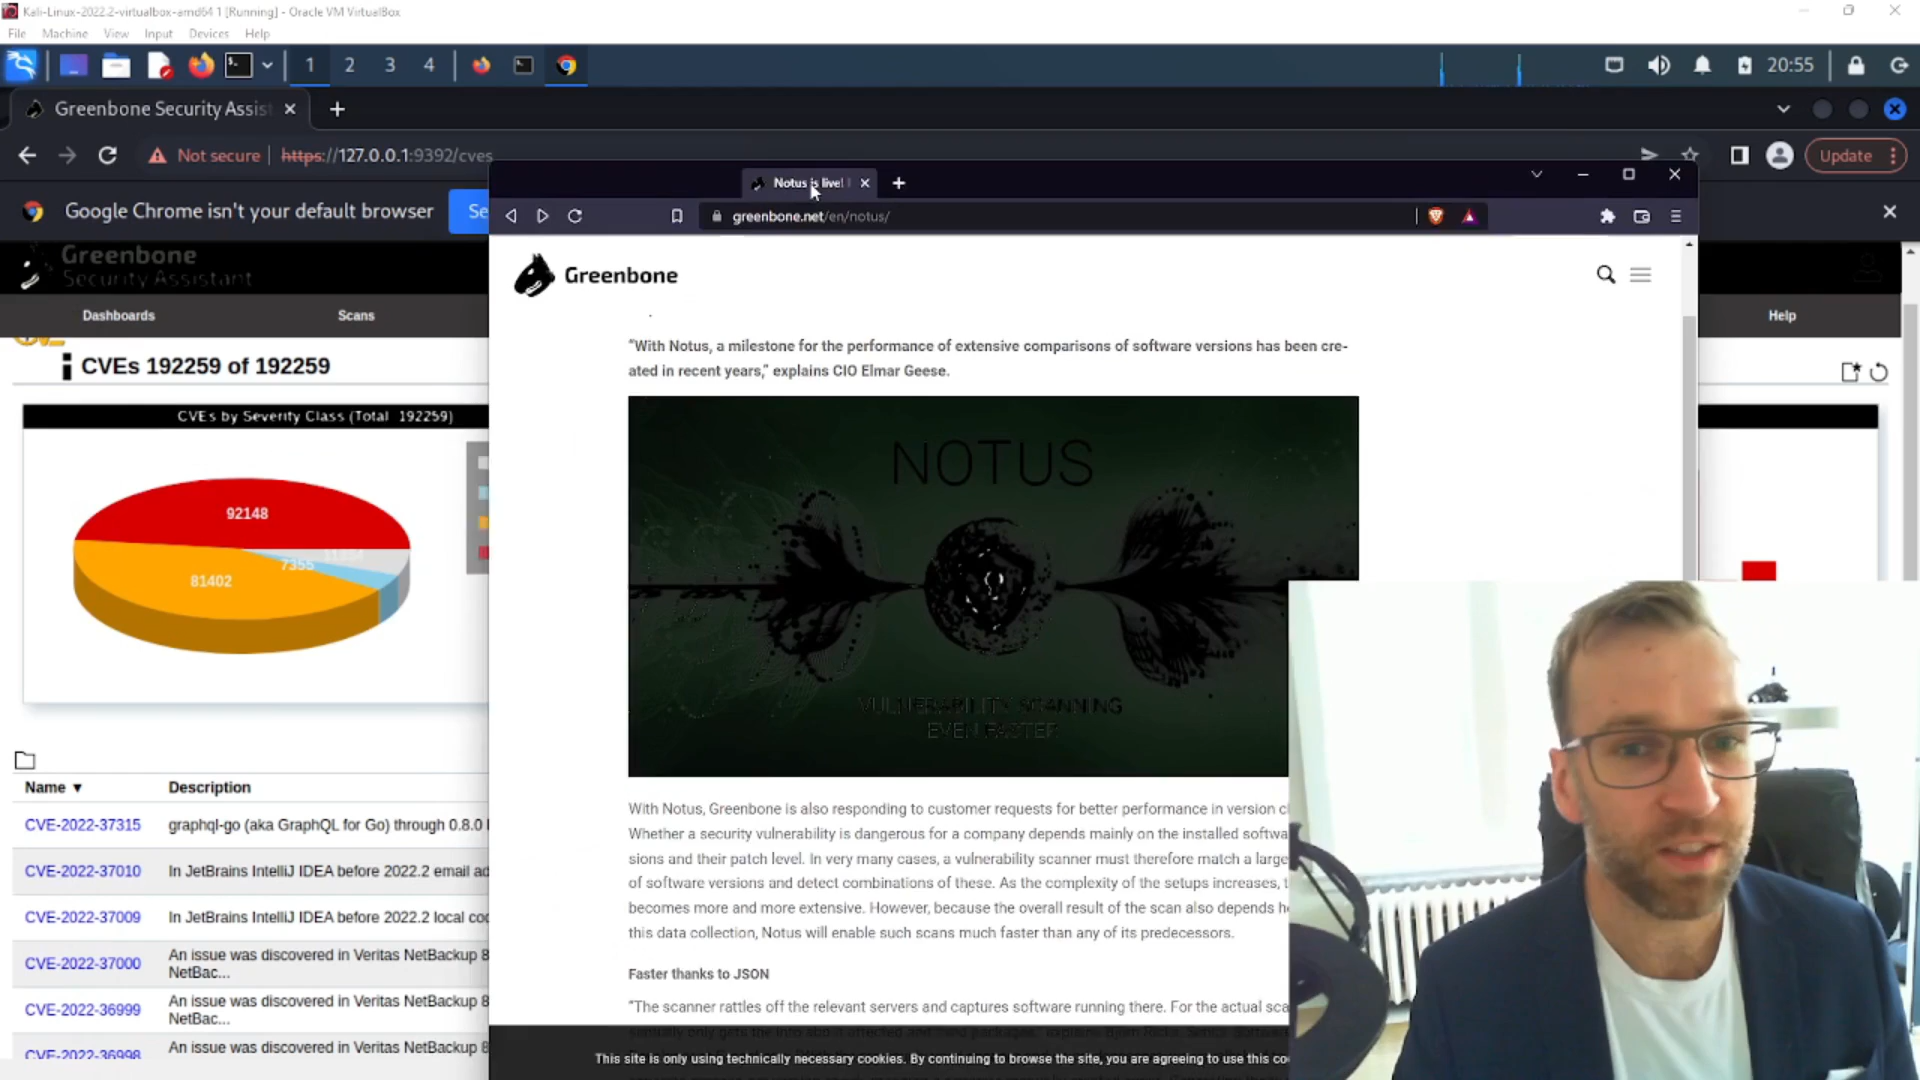 Kali-Linux-2022.2-virtualbox-amd64 1 [Running] - Oracle VM VirtualBox
File Machine View Input Devices Help
1 2 3 4
20:55
Greenbone Security Assist
Not secure https://127.0.0.1:9392/cves
Update
Google Chrome isn't your default browser
Se
Greenbone
Security Assistant
Dashboards Scans
Help
CVEs 192259 of 192259
CVEs by Severity Class (Total 192259)
92148
7355
81402
Name ▼ Description
CVE-2022-37315 graphql-go (aka GraphQL for Go) through 0.8.0
CVE-2022-37010 In JetBrains IntelliJ IDEA before 2022.2 email ad
CVE-2022-37009 In JetBrains IntelliJ IDEA before 2022.2 local coc
CVE-2022-37000 An issue was discovered in Veritas NetBackup 8
NetBac...
CVE-2022-36999 An issue was discovered in Veritas NetBackup 8
NetBac...
CVE-2022-36998 An issue was discovered in Veritas NetBackup 8
Notus is live!
greenbone.net/en/notus/
Greenbone
“With Notus, a milestone for the performance of extensive comparisons of software versions has been cre-
ated in recent years,” explains CIO Elmar Geese.
NOTUS
VULNERABILITY SCANNING
EVEN FASTER
With Notus, Greenbone is also responding to customer requests for better performance in version c
Whether a security vulnerability is dangerous for a company depends mainly on the installed softwa
sions and their patch level. In very many cases, a vulnerability scanner must therefore match a large
of software versions and detect combinations of these. As the complexity of the setups increases, t
becomes more and more extensive. However, because the overall result of the scan also depends h
this data collection, Notus will enable such scans much faster than any of its predecessors.
Faster thanks to JSON
“The scanner rattles off the relevant servers and captures software running there. For the actual sca
This site is only using technically necessary cookies. By continuing to browse the site, you are agreeing to use this co